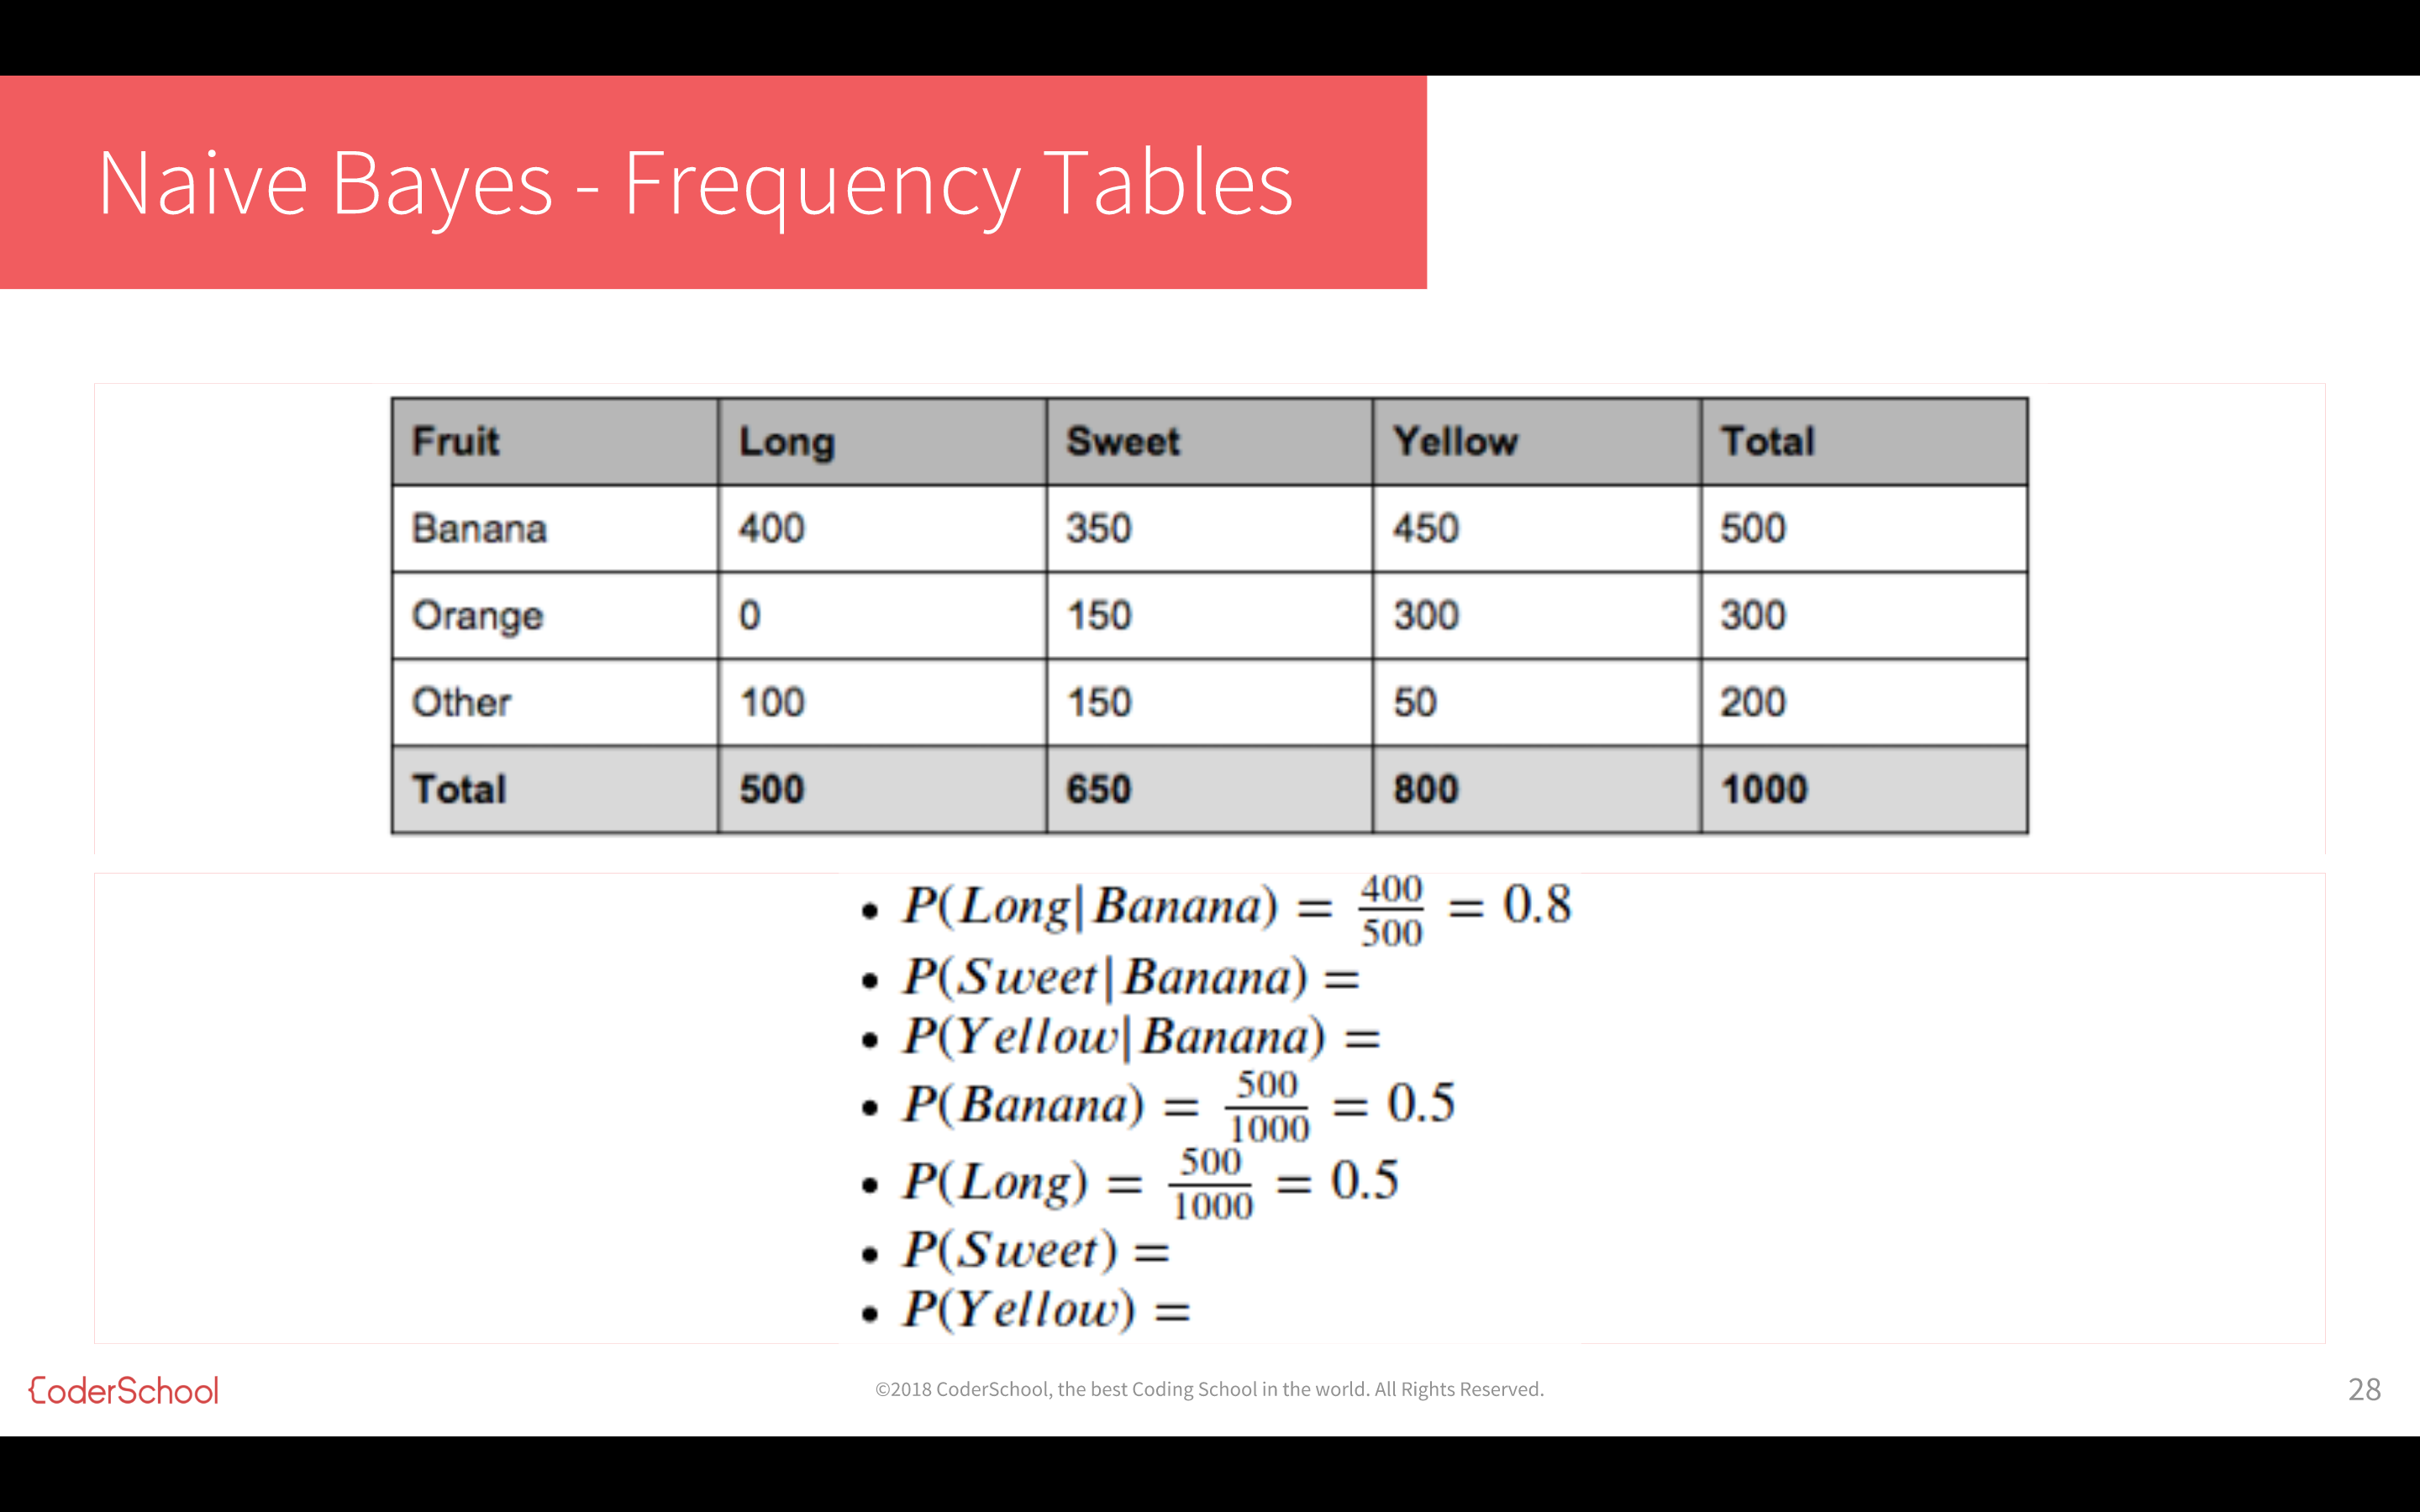 Naive Bayes - Frequency Tables
Fruit Long Sweet Yellow Total
Banana 400 350 450 500
Orange 0 150 300 300
Other 100 150 50 200
Total 500 650 800 1000
• P(Long|Banana) = 400/500 = 0.8
• P(Sweet|Banana) =
• P(Yellow|Banana) =
• P(Banana) = 500/1000 = 0.5
• P(Long) = 500/1000 = 0.5
• P(Sweet) =
• P(Yellow) =
{CoderSchool
©2018 CoderSchool, the best Coding School in the world. All Rights Reserved.
28